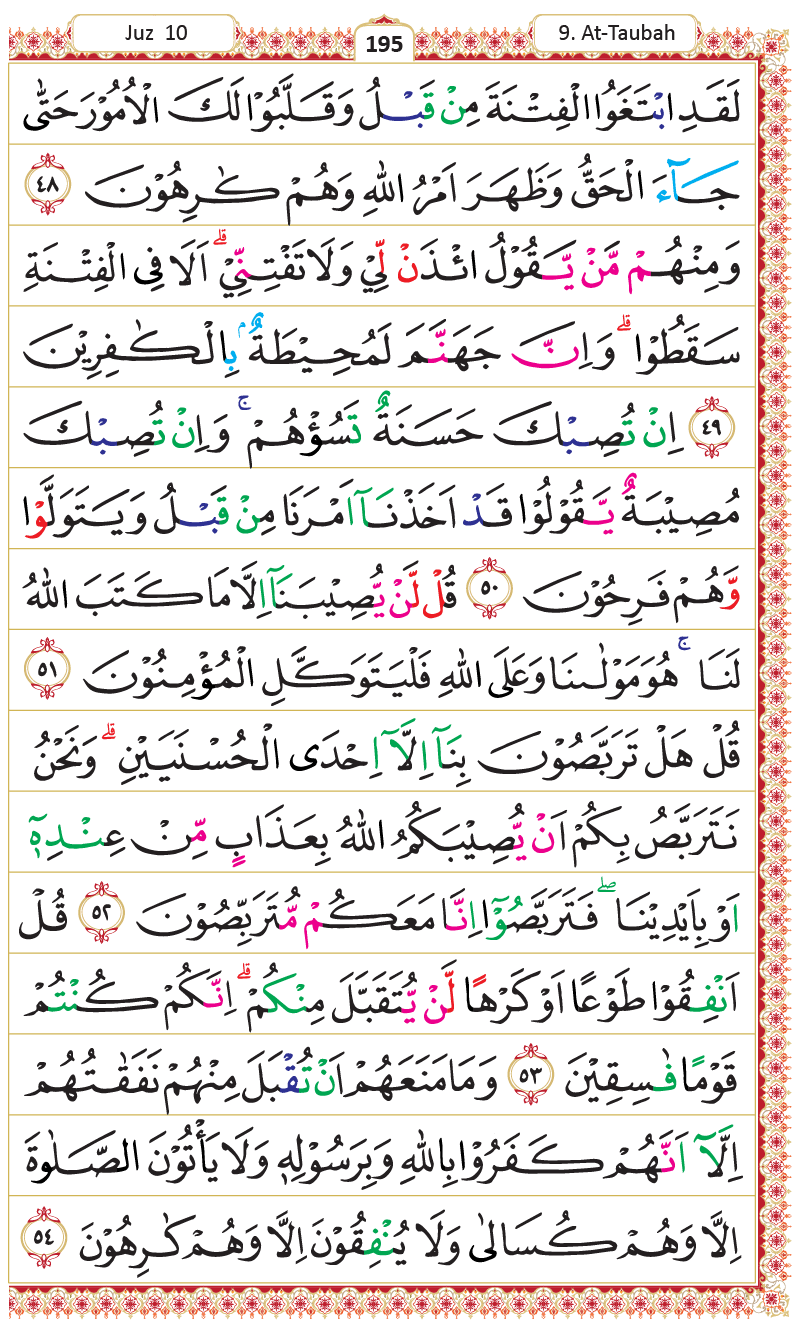 Juz 10
195
9. At-Taubah
لَقَدِ ابْتَغَوُا الْفِتْنَةَ مِنْ قَبْلُ وَقَلَّبُوْا لَكَ الْاُمُوْرَ حَتّٰى
جَاۤءَ الْحَقُّ وَظَهَرَ اَمْرُ اللّٰهِ وَهُمْ كٰرِهُوْنَ ٤٨
وَمِنْهُمْ مَّنْ يَّقُوْلُ ائْذَنْ لِّيْ وَلَا تَفْتِنِّيْ ۗ اَلَا فِى الْفِتْنَةِ
سَقَطُوْا ۗ وَاِنَّ جَهَنَّمَ لَمُحِيْطَةٌ ۢ بِالْكٰفِرِيْنَ
٤٩ اِنْ تُصِبْكَ حَسَنَةٌ تَسُؤْهُمْ ۚ وَاِنْ تُصِبْكَ
مُصِيْبَةٌ يَّقُوْلُوْا قَدْ اَخَذْنَآ اَمْرَنَا مِنْ قَبْلُ وَيَتَوَلَّوْا
وَّهُمْ فَرِحُوْنَ ٥٠ قُلْ لَّنْ يُّصِيْبَنَآ اِلَّا مَا كَتَبَ اللّٰهُ
لَنَا ۚ هُوَ مَوْلٰىنَا وَعَلَى اللّٰهِ فَلْيَتَوَكَّلِ الْمُؤْمِنُوْنَ ٥١
قُلْ هَلْ تَرَبَّصُوْنَ بِنَآ اِلَّآ اِحْدَى الْحُسْنَيَيْنِ ۗ وَنَحْنُ
نَتَرَبَّصُ بِكُمْ اَنْ يُّصِيْبَكُمُ اللّٰهُ بِعَذَابٍ مِّنْ عِنْدِهٖٓ
اَوْ بِاَيْدِيْنَا ۖ فَتَرَبَّصُوْٓا اِنَّا مَعَكُمْ مُّتَرَبِّصُوْنَ ٥٢ قُلْ
اَنْفِقُوْا طَوْعًا اَوْ كَرْهًا لَّنْ يُّتَقَبَّلَ مِنْكُمْ ۗ اِنَّكُمْ كُنْتُمْ
قَوْمًا فٰسِقِيْنَ ٥٣ وَمَا مَنَعَهُمْ اَنْ تُقْبَلَ مِنْهُمْ نَفَقٰتُهُمْ
اِلَّآ اَنَّهُمْ كَفَرُوْا بِاللّٰهِ وَبِرَسُوْلِهٖ وَلَا يَأْتُوْنَ الصَّلٰوةَ
اِلَّا وَهُمْ كُسَالٰى وَلَا يُنْفِقُوْنَ اِلَّا وَهُمْ كٰرِهُوْنَ ٥٤